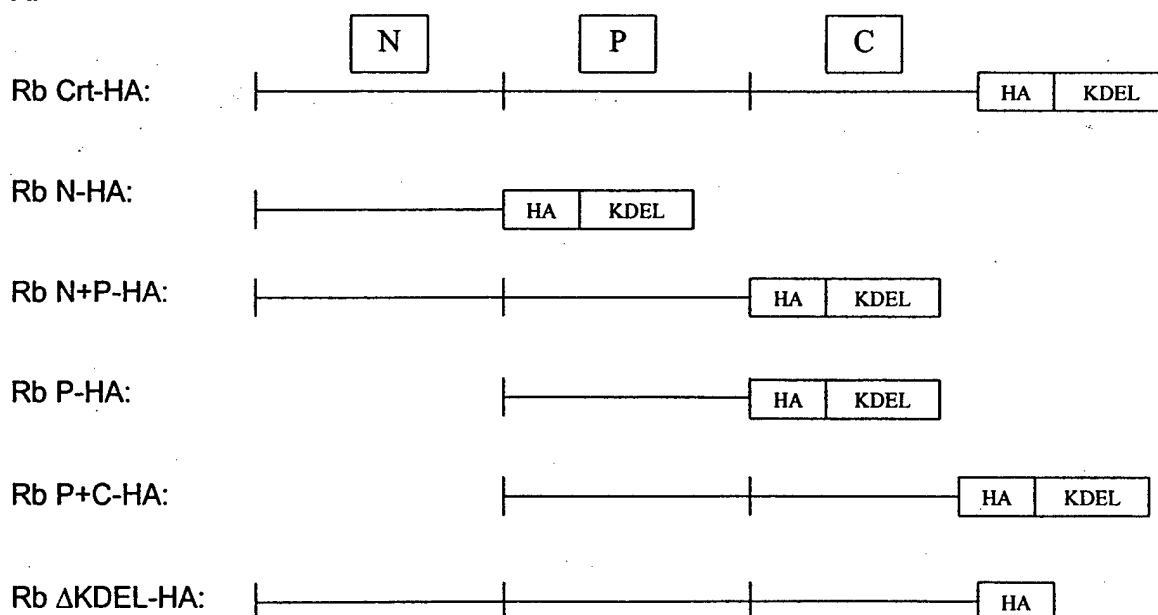 N P C
Rb Crt-HA: HA KDEL
Rb N-HA: HA KDEL
Rb N+P-HA: HA KDEL
Rb P-HA: HA KDEL
Rb P+C-HA: HA KDEL
Rb ΔKDEL-HA: HA